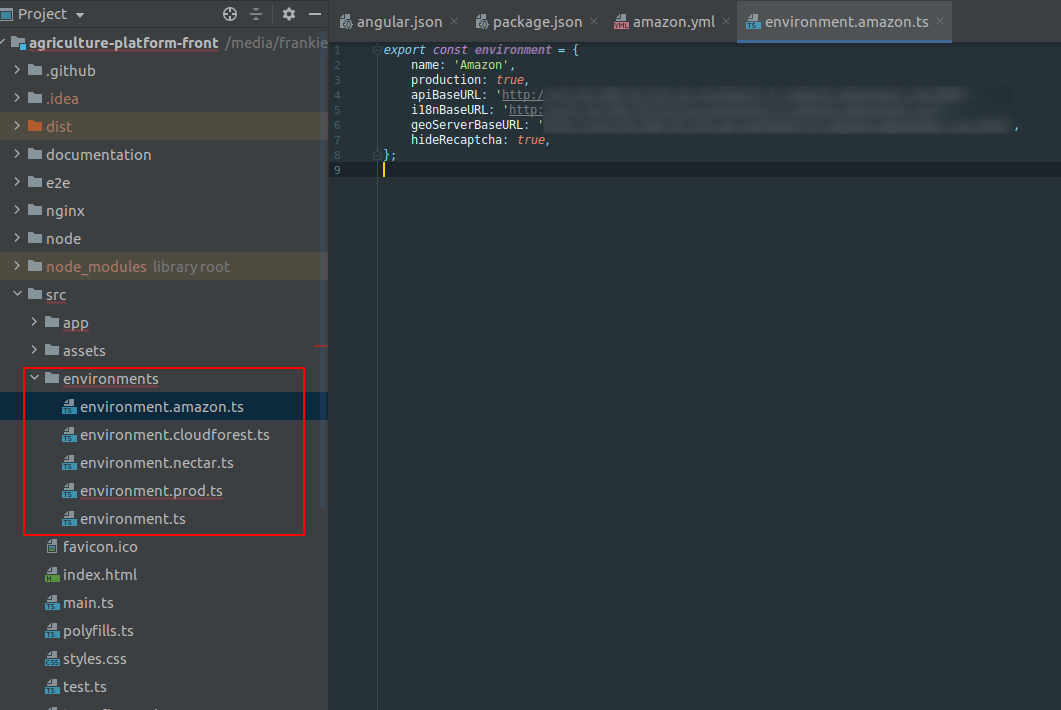 Project
agriculture-platform-front /media/frankie
.github
.idea
dist
documentation
e2e
nginx
node
node_modules library root
src
app
assets
environments
environment.amazon.ts
environment.cloudforest.ts
environment.nectar.ts
environment.prod.ts
environment.ts
favicon.ico
index.html
main.ts
polyfills.ts
styles.css
test.ts
angular.json package.json amazon.yml environment.amazon.ts
1 export const environment = {
2 name: 'Amazon',
3 production: true,
4 apiBaseURL: 'http:/
5 i18nBaseURL: 'http:
6 geoServerBaseURL: ' ,
7 hideRecaptcha: true,
8 };
9